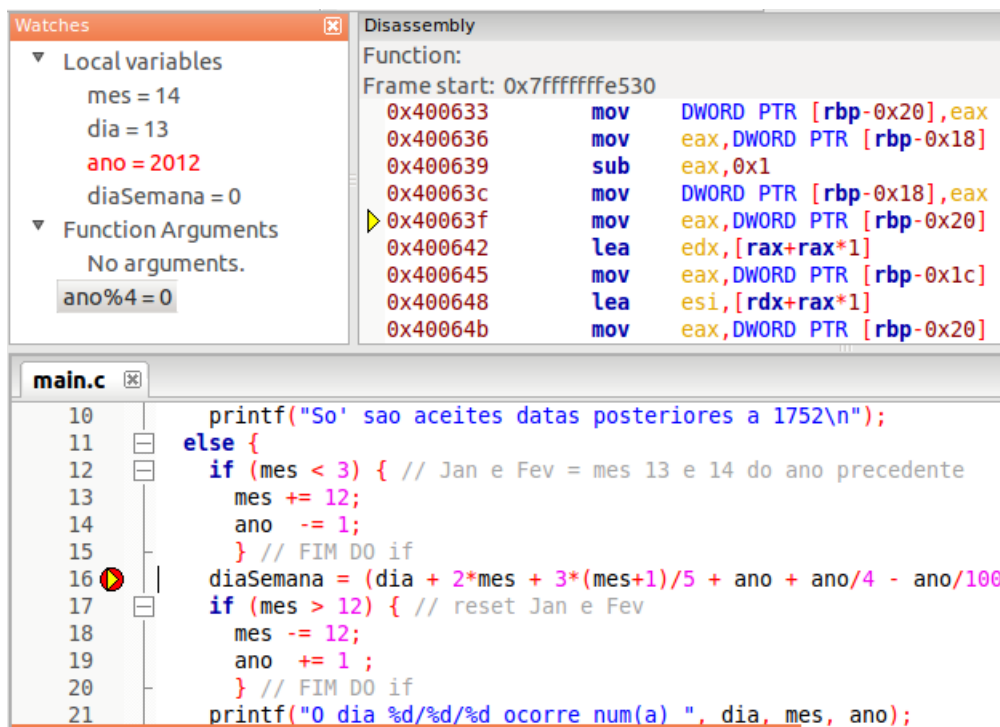 Watches
Local variables
mes = 14
dia = 13
ano = 2012
diaSemana = 0
Function Arguments
No arguments.
ano%4 = 0
Disassembly
Function:
Frame start: 0x7fffffffe530
0x400633 mov DWORD PTR [rbp-0x20],eax
0x400636 mov eax,DWORD PTR [rbp-0x18]
0x400639 sub eax,0x1
0x40063c mov DWORD PTR [rbp-0x18],eax
0x40063f mov eax,DWORD PTR [rbp-0x20]
0x400642 lea edx,[rax+rax*1]
0x400645 mov eax,DWORD PTR [rbp-0x1c]
0x400648 lea esi,[rdx+rax*1]
0x40064b mov eax,DWORD PTR [rbp-0x20]
main.c
10 printf("So' sao aceites datas posteriores a 1752\n");
11 else {
12 if (mes < 3) { // Jan e Fev = mes 13 e 14 do ano precedente
13 mes += 12;
14 ano -= 1;
15 } // FIM DO if
16 diaSemana = (dia + 2*mes + 3*(mes+1)/5 + ano + ano/4 - ano/100
17 if (mes > 12) { // reset Jan e Fev
18 mes -= 12;
19 ano += 1 ;
20 } // FIM DO if
21 printf("O dia %d/%d/%d ocorre num(a) ", dia, mes, ano);